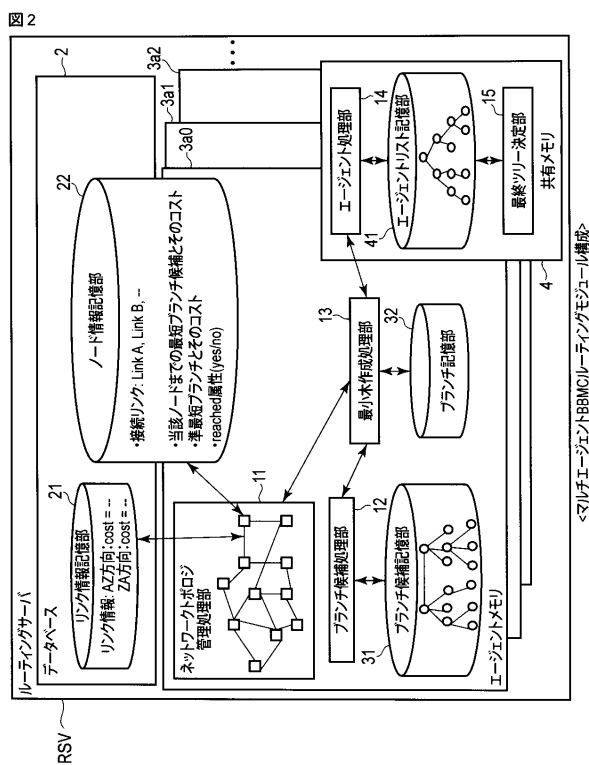 図2
ルーティングサーバ
RSV
データベース
2
リンク情報記憶部
21
リンク情報: AZ方向;cost = --
ZA方向;cost = --
ノード情報記憶部
22
・接続リンク: Link A, Link B, --
・当該ノードまでの最短ブランチ候補とそのコスト
・準最短ブランチとそのコスト
・reached属性(yes/no)
3a0
3a1
3a2
ネットワークトポロジ
管理処理部
11
ブランチ候補処理部
12
ブランチ候補記憶部
31
エージェントメモリ
最小木作成処理部
13
ブランチ記憶部
32
エージェント処理部
14
エージェントリスト記憶部
41
最終ツリー決定部
15
共有メモリ
4
<マルチエージェントBBMCルーティングモジュール構成>